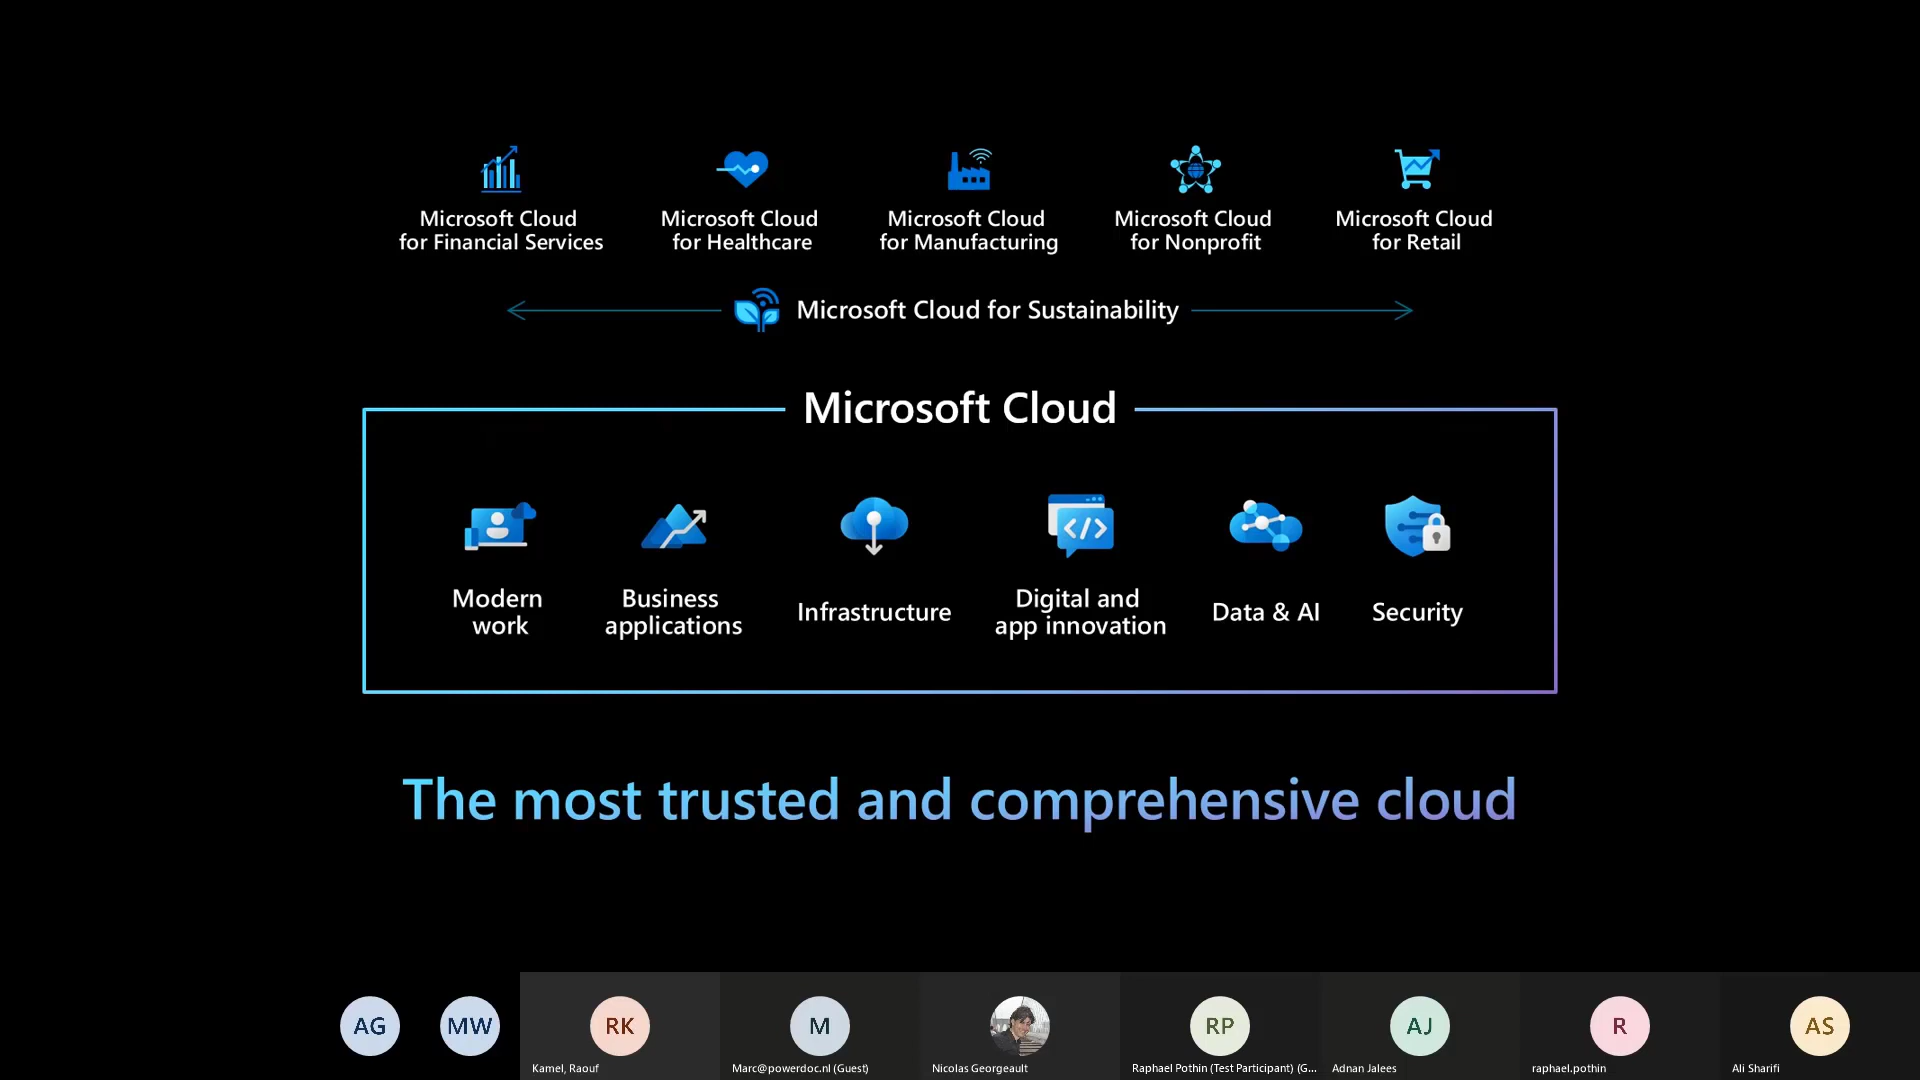 Microsoft Cloud
for Financial Services
Microsoft Cloud
for Healthcare
Microsoft Cloud
for Manufacturing
Microsoft Cloud
for Nonprofit
Microsoft Cloud
for Retail
Microsoft Cloud for Sustainability
Microsoft Cloud
Modern
work
Business
applications
Infrastructure
Digital and
app innovation
Data & AI
Security
The most trusted and comprehensive cloud
AG
MW
RK
Kamel, Raouf
M
Marc@powerdoc.nl (Guest)
Nicolas Georgeault
RP
Raphael Pothin (Test Participant) (G...
AJ
Adnan Jalees
R
raphael.pothin
AS
Ali Sharifi